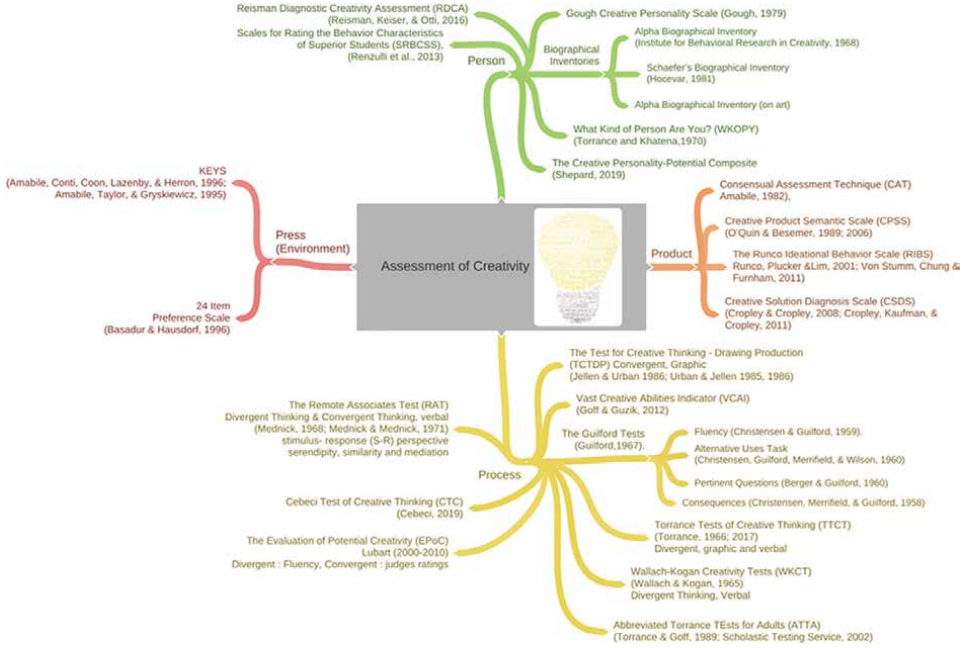 Reisman Diagnostic Creativity Assessment (RDCA)
(Reisman, Keiser, & Otti, 2016)
Scales for Rating the Behavior Characteristics
of Superior Students (SRBCSS),
(Renzulli et al., 2013)
Person
Gough Creative Personality Scale (Gough, 1979)
Biographical
Inventories
Alpha Biographical Inventory
(Institute for Behavioral Research in Creativity, 1968)
Schaefer's Biographical Inventory
(Hocevar, 1981)
Alpha Biographical Inventory (on art)
What Kind of Person Are You? (WKOPY)
(Torrance and Khatena,1970)
The Creative Personality-Potential Composite
(Shepard, 2019)
KEYS
(Amabile, Conti, Coon, Lazenby, & Herron, 1996;
Amabile, Taylor, & Gryskiewicz, 1995)
Press
(Environment)
24 Item
Preference Scale
(Basadur & Hausdorf, 1996)
Assessment of Creativity
Product
Consensual Assessment Technique (CAT)
Amabile, 1982),
Creative Product Semantic Scale (CPSS)
(O'Quin & Besemer, 1989; 2006)
The Runco Ideational Behavior Scale (RIBS)
Runco, Plucker &Lim, 2001; Von Stumm, Chung &
Furnham, 2011)
Creative Solution Diagnosis Scale (CSDS)
(Cropley & Cropley, 2008; Cropley, Kaufman, &
Cropley, 2011)
The Remote Associates Test (RAT)
Divergent Thinking & Convergent Thinking, verbal
(Mednick, 1968; Mednick & Mednick, 1971)
stimulus- response (S-R) perspective
serendipity, similarity and mediation
Process
Cebeci Test of Creative Thinking (CTC)
(Cebeci, 2019)
The Evaluation of Potential Creativity (EPoC)
Lubart (2000-2010)
Divergent : Fluency, Convergent : judges ratings
The Test for Creative Thinking - Drawing Production
(TCTDP) Convergent, Graphic
(Jellen & Urban 1986; Urban & Jellen 1985, 1986)
Vast Creative Abilities Indicator (VCAI)
(Goff & Guzik, 2012)
The Guilford Tests
(Guilford,1967).
Fluency (Christensen & Guilford, 1959).
Alternative Uses Task
(Christensen, Guilford, Merrifield, & Wilson, 1960)
Pertinent Questions (Berger & Guilford, 1960)
Consequences (Christensen, Merrifield, & Guilford, 1958)
Torrance Tests of Creative Thinking (TTCT)
(Torrance, 1966; 2017)
Divergent, graphic and verbal
Wallach-Kogan Creativity Tests (WKCT)
(Wallach & Kogan, 1965)
Divergent Thinking, Verbal
Abbreviated Torrance TEsts for Adults (ATTA)
(Torrance & Goff, 1989; Scholastic Testing Service, 2002)